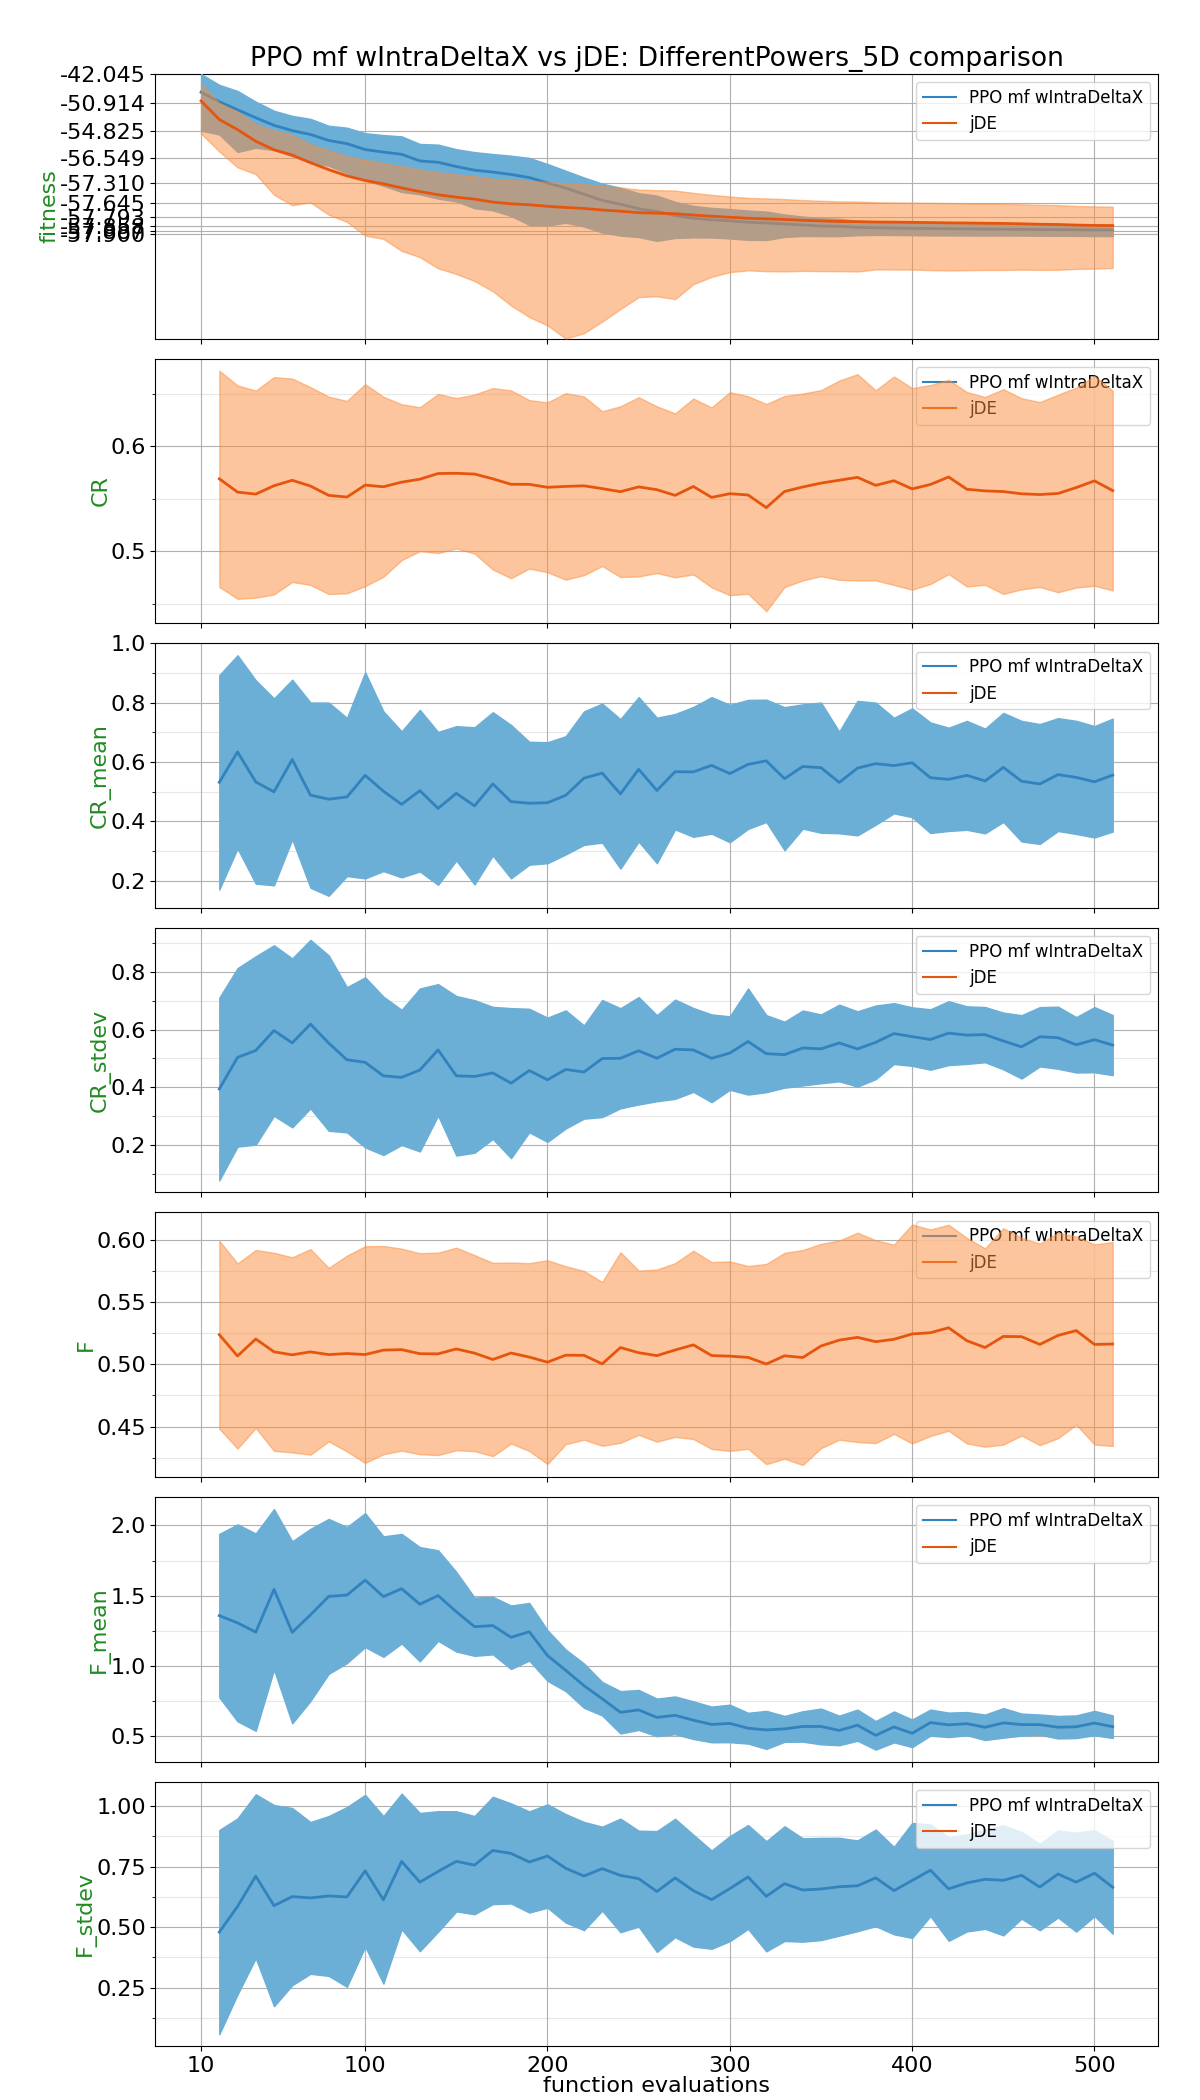 PPO mf wIntraDeltaX vs jDE: DifferentPowers_5D comparison
-42.045
-50.914
-54.825
-56.549
-57.310
-57.645
-57.793
-57.900
fitness
PPO mf wIntraDeltaX
jDE
0.6
0.5
CR
PPO mf wIntraDeltaX
jDE
1.0
0.8
0.6
0.4
0.2
CR_mean
PPO mf wIntraDeltaX
jDE
0.8
0.6
0.4
0.2
CR_stdev
PPO mf wIntraDeltaX
jDE
0.60
0.55
0.50
0.45
F
PPO mf wIntraDeltaX
jDE
2.0
1.5
1.0
0.5
F_mean
PPO mf wIntraDeltaX
jDE
1.00
0.75
0.50
0.25
F_stdev
PPO mf wIntraDeltaX
jDE
10 100 200 300 400 500
function evaluations